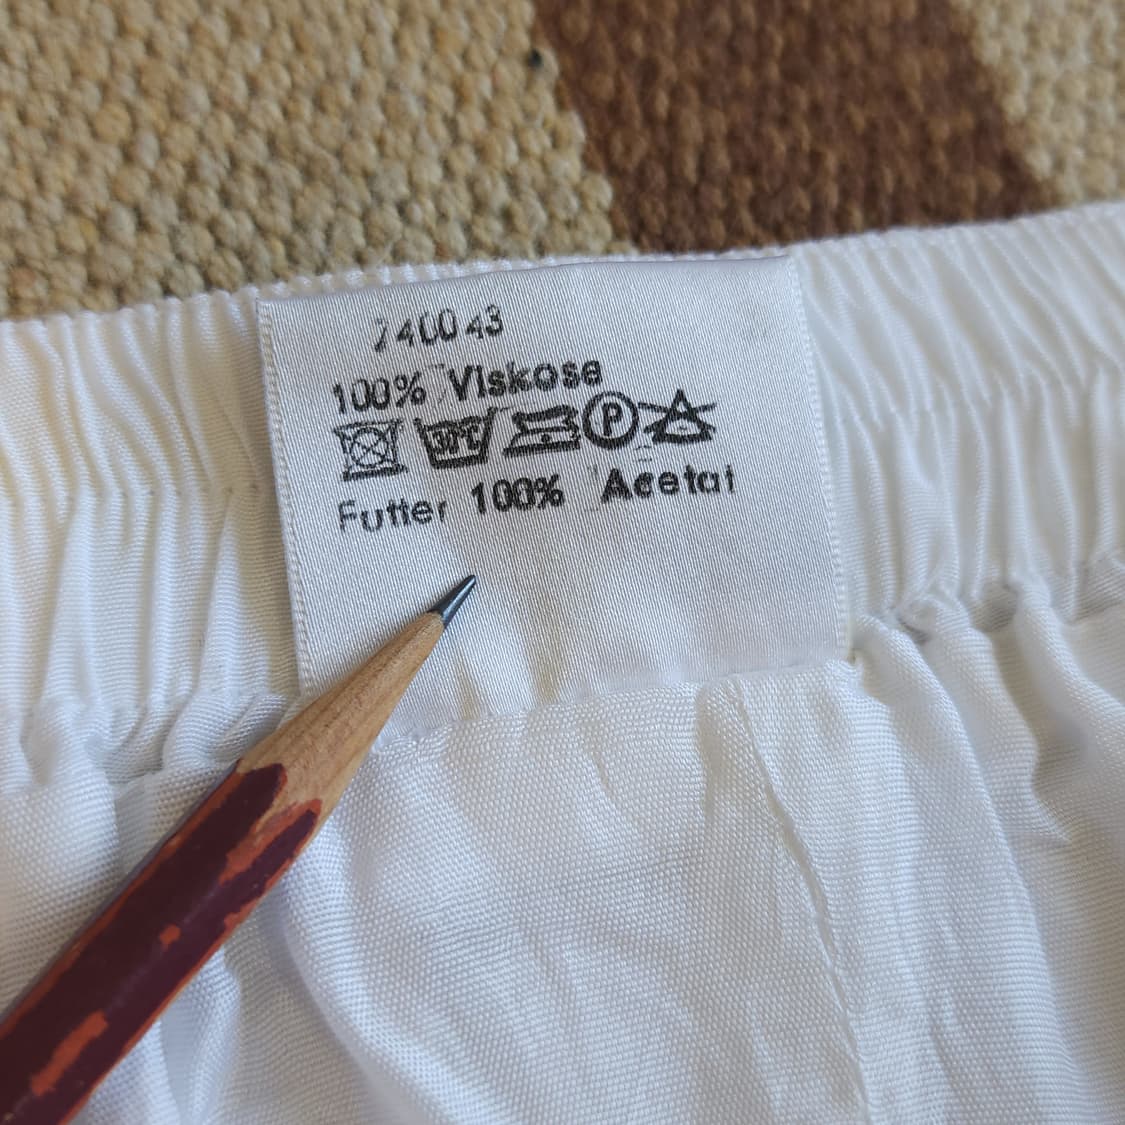 740043
100% Viskose
P
Futter 100% Acetat